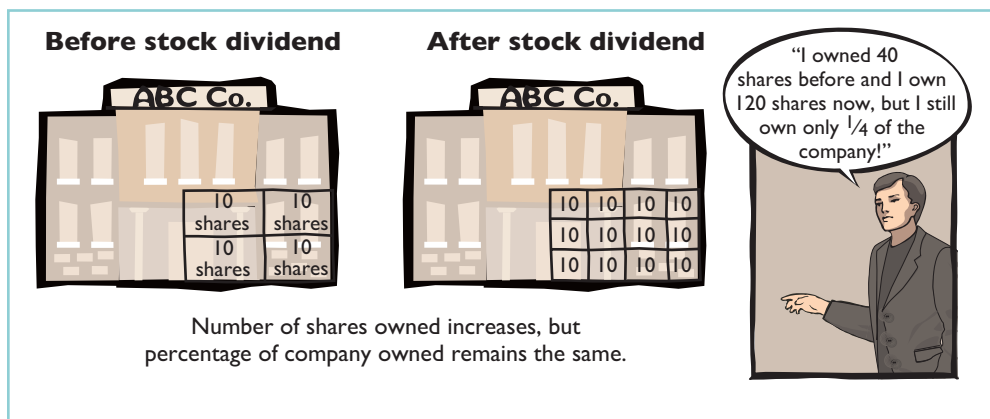 Before stock dividend
ABC Co.
10
shares
10
shares
10
shares
10
shares
After stock dividend
ABC Co.
10 10 10 10
10 10 10 10
10 10 10 10
“I owned 40
shares before and I own
120 shares now, but I still
own only 1/4 of the
company!”
Number of shares owned increases, but
percentage of company owned remains the same.